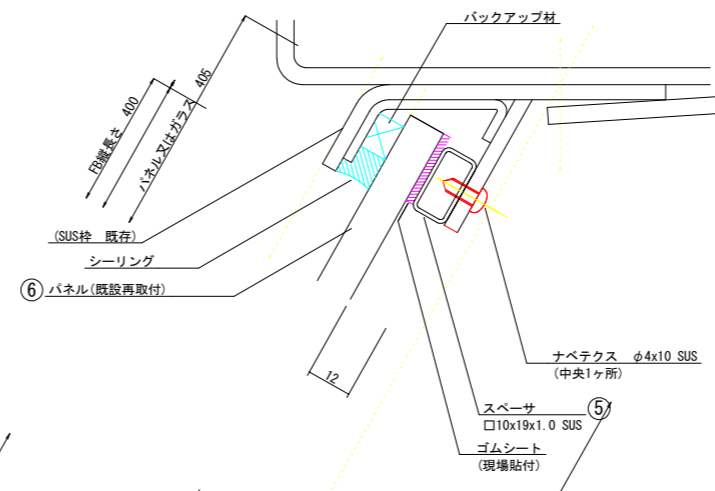 バックアップ材
FB縦長さ 400
パネル又はガラス 405
(SUS枠 既存)
シーリング
⑥ パネル(既設再取付)
12
ナベテクス φ4x10 SUS
(中央1ヶ所)
スペーサ ⑤
□10x19x1.0 SUS
ゴムシート
(現場貼付)